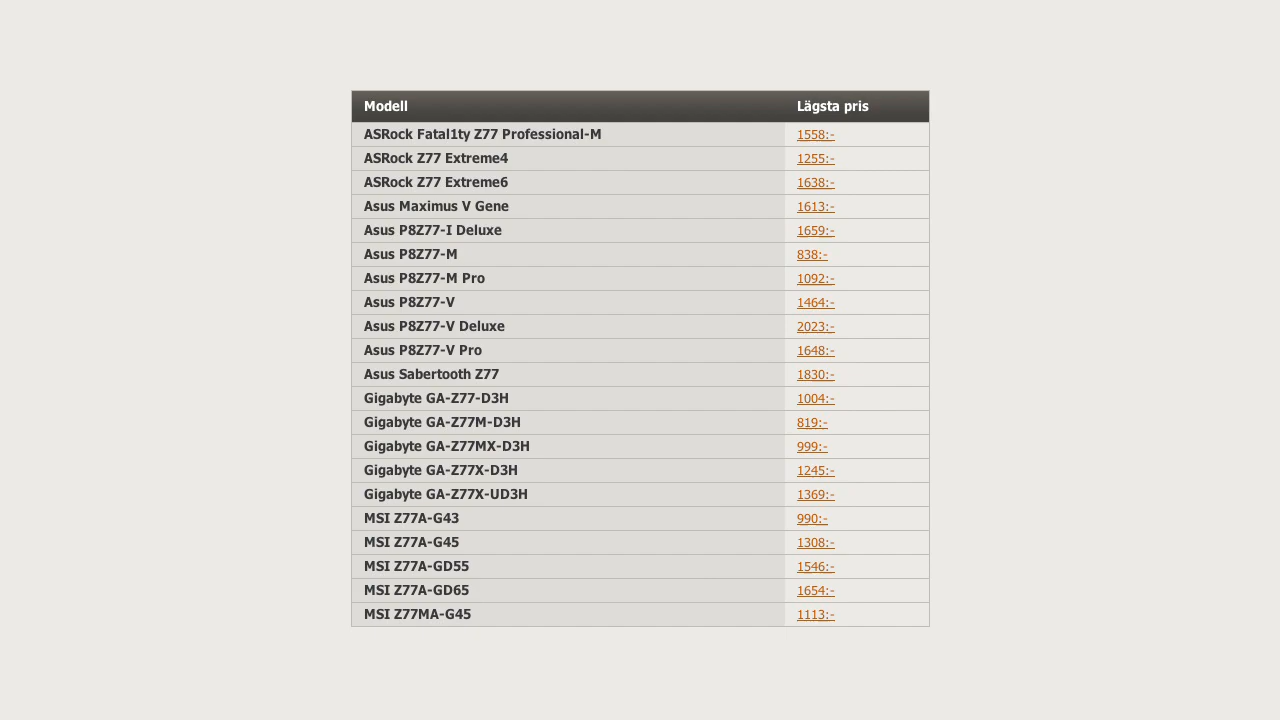 Modell Lägsta pris
ASRock Fatal1ty Z77 Professional-M 1558:-
ASRock Z77 Extreme4 1255:-
ASRock Z77 Extreme6 1638:-
Asus Maximus V Gene 1613:-
Asus P8Z77-I Deluxe 1659:-
Asus P8Z77-M 838:-
Asus P8Z77-M Pro 1092:-
Asus P8Z77-V 1464:-
Asus P8Z77-V Deluxe 2023:-
Asus P8Z77-V Pro 1648:-
Asus Sabertooth Z77 1830:-
Gigabyte GA-Z77-D3H 1004:-
Gigabyte GA-Z77M-D3H 819:-
Gigabyte GA-Z77MX-D3H 999:-
Gigabyte GA-Z77X-D3H 1245:-
Gigabyte GA-Z77X-UD3H 1369:-
MSI Z77A-G43 990:-
MSI Z77A-G45 1308:-
MSI Z77A-GD55 1546:-
MSI Z77A-GD65 1654:-
MSI Z77MA-G45 1113:-